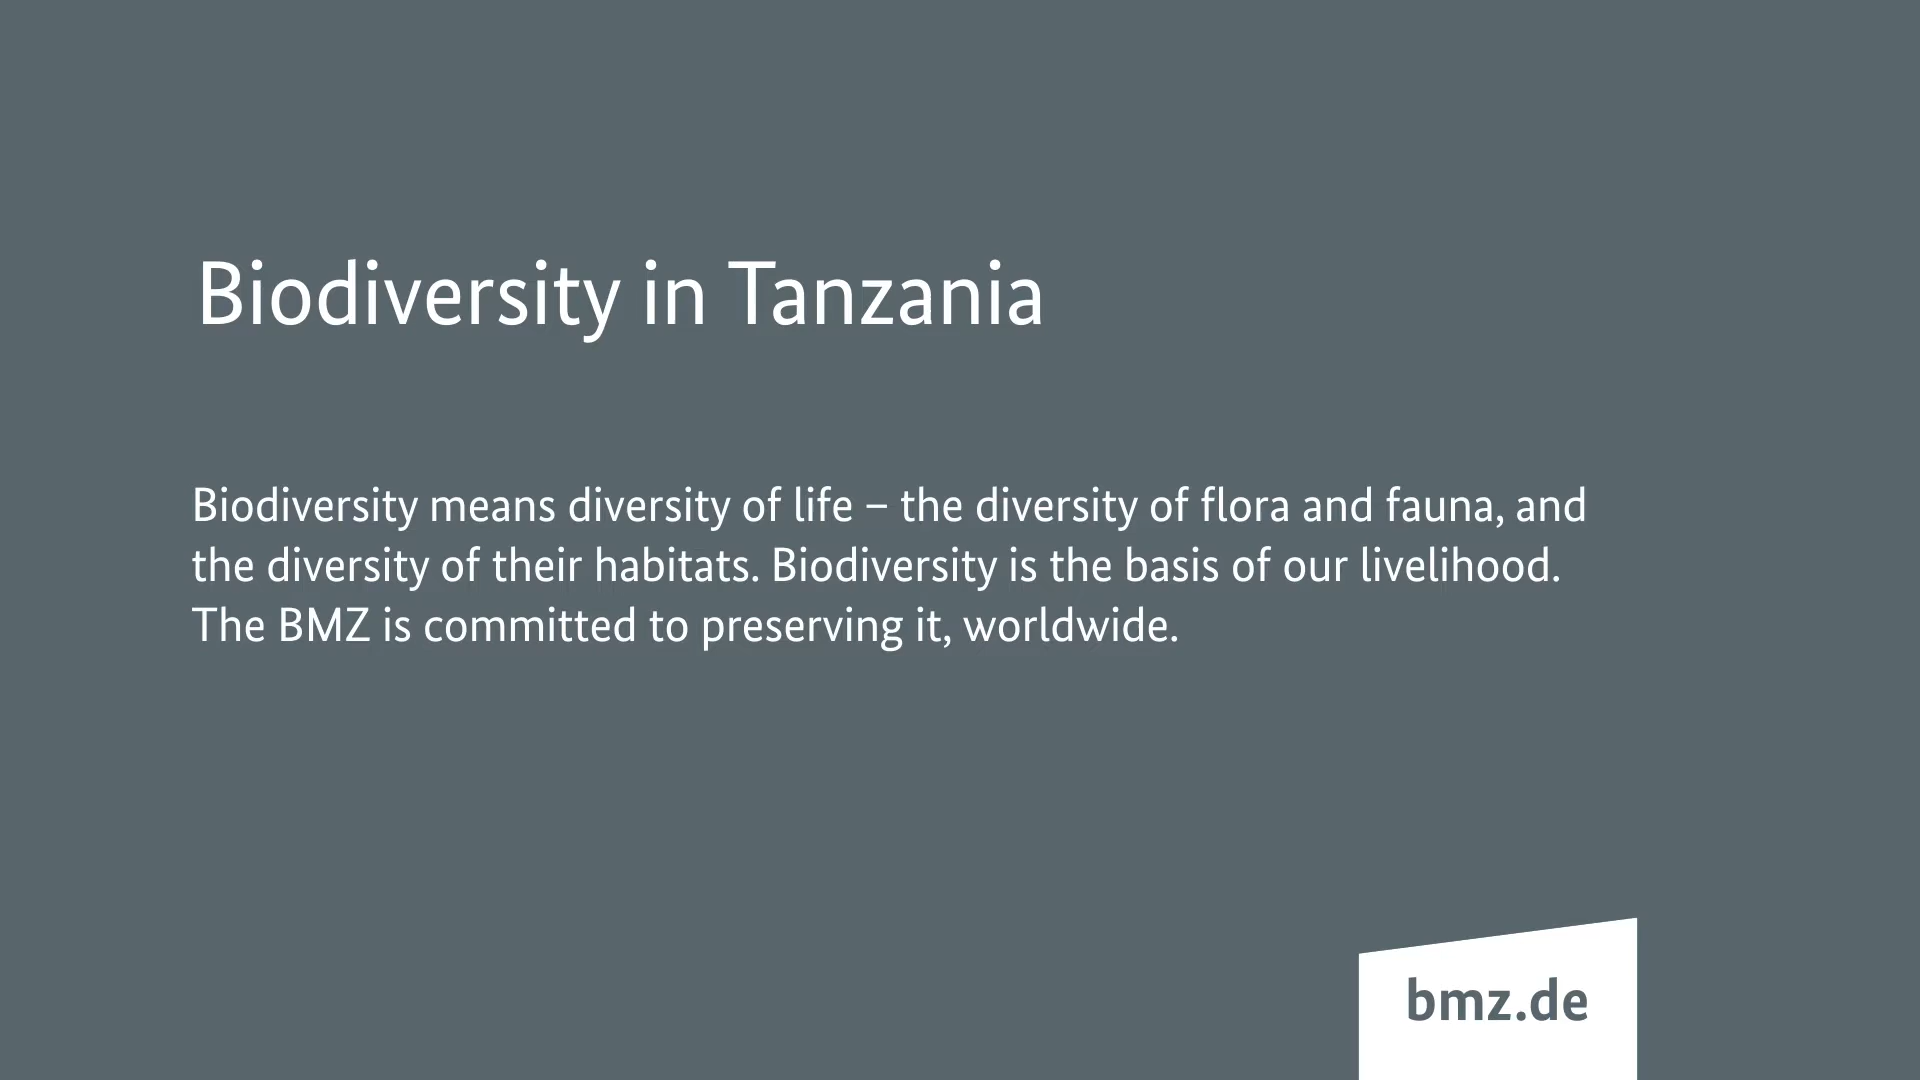 Biodiversity in Tanzania
Biodiversity means diversity of life – the diversity of flora and fauna, and
the diversity of their habitats. Biodiversity is the basis of our livelihood.
The BMZ is committed to preserving it, worldwide.
bmz.de